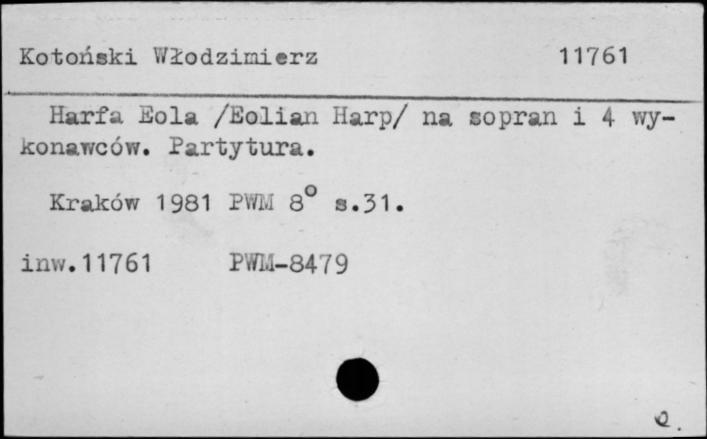 Kotoński Włodzimierz 11761
Harfa Eola /Eolian Harp/ na sopran i 4 wy-
konawców. Partytura.
Kraków 1981 PWM 8° s.31.
inw.11761 PWM-8479